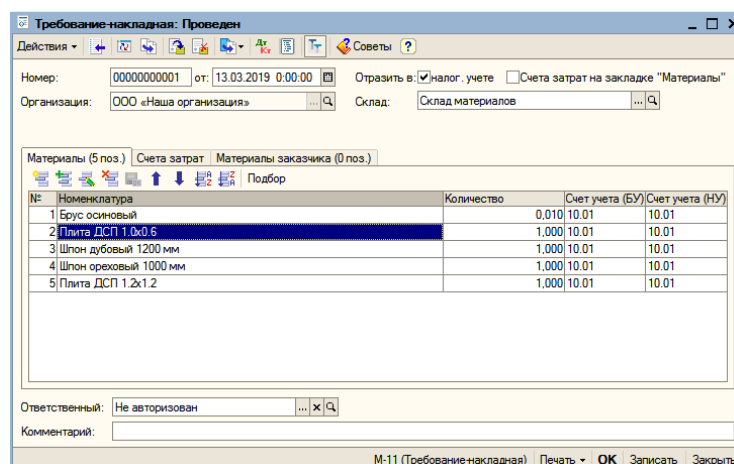 Требование-накладная: Проведен
Действия Дт Кт Тт Советы ?
Номер: 00000000001 от: 13.03.2019 0:00:00 Отразить в: налог. учете Счета затрат на закладке "Материалы"
Организация: ООО «Наша организация» ... Склад: Склад материалов ...
Материалы (5 поз.) Счета затрат Материалы заказчика (0 поз.)
Подбор
№ Номенклатура Количество Счет учета (БУ) Счет учета (НУ)
1 Брус осиновый 0,010 10.01 10.01
2 Плита ДСП 1.0x0.6 1,000 10.01 10.01
3 Шпон дубовый 1200 мм 1,000 10.01 10.01
4 Шпон ореховый 1000 мм 1,000 10.01 10.01
5 Плита ДСП 1.2x1.2 1,000 10.01 10.01
Ответственный: Не авторизован ... x
Комментарий:
М-11 (Требование-накладная) Печать OK Записать Закрыть